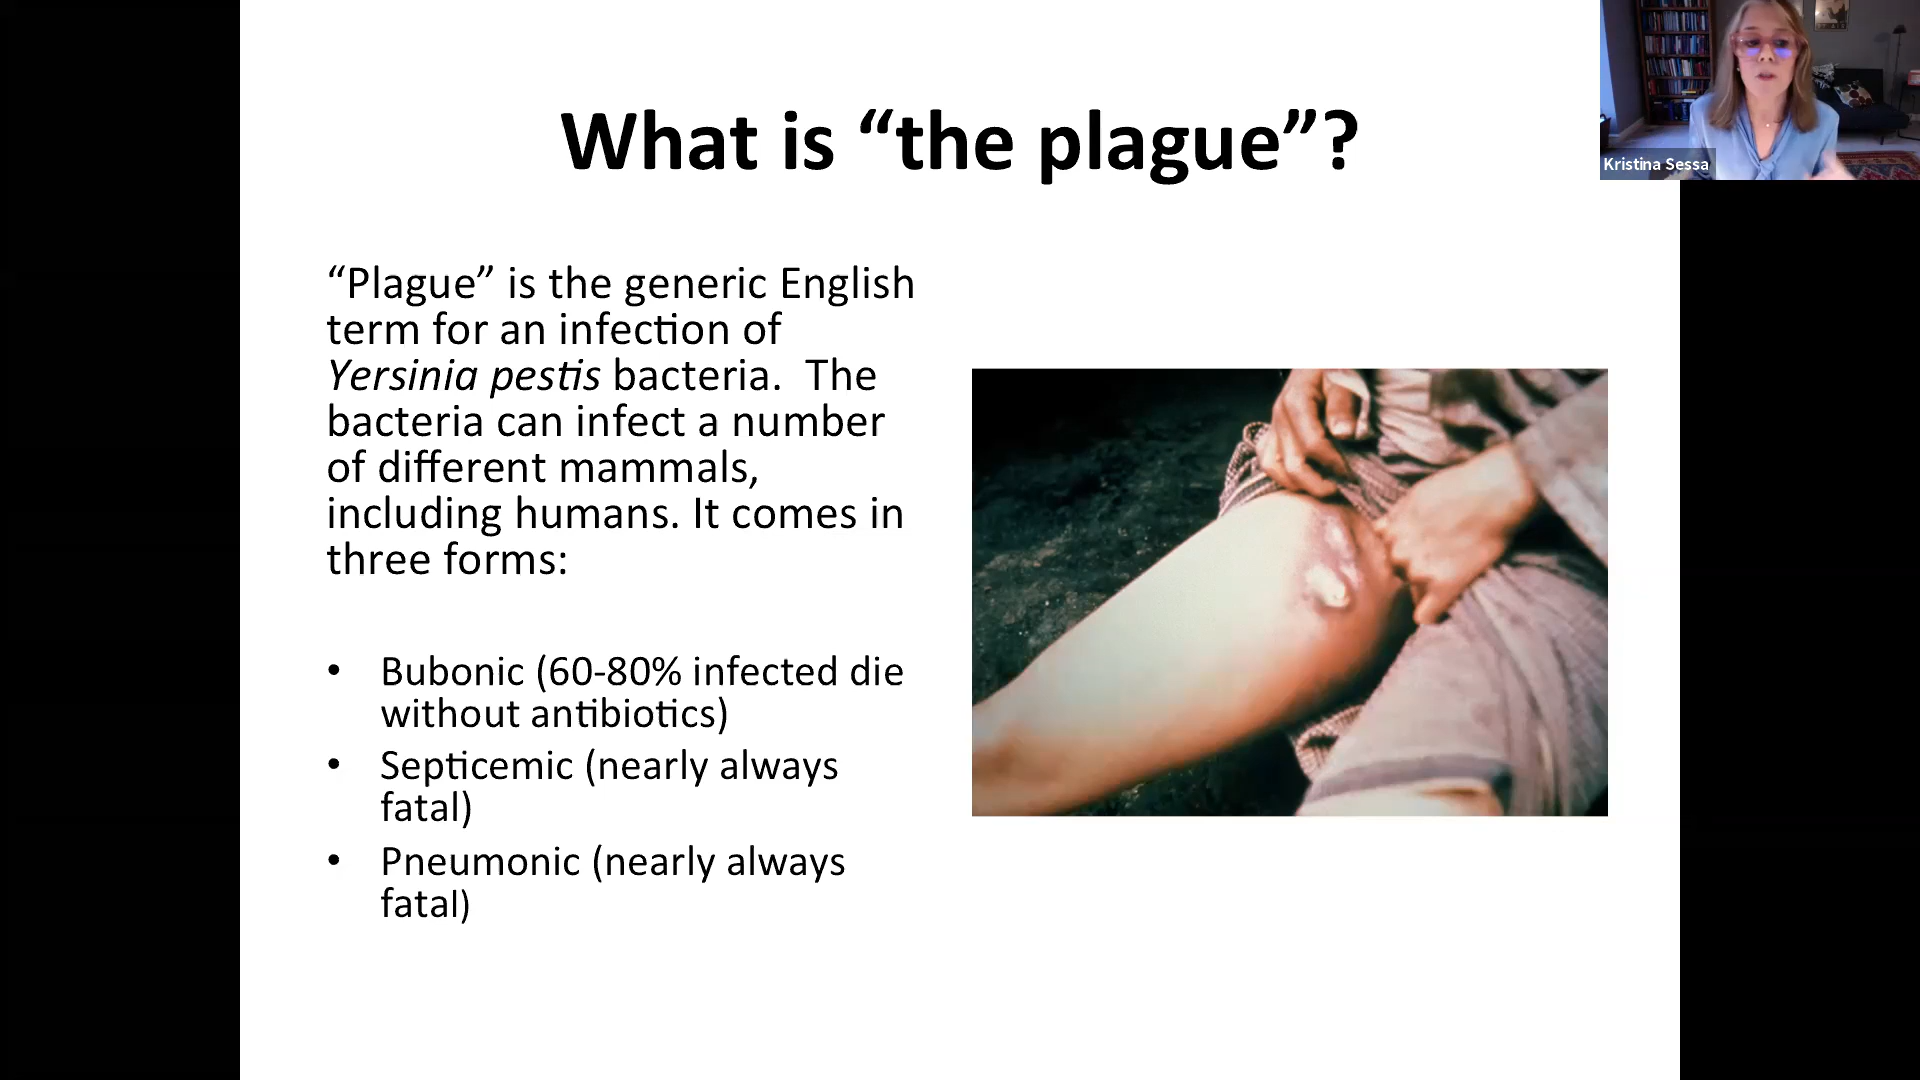 What is “the plague”?
Kristina Sessa
“Plague” is the generic English
term for an infection of
Yersinia pestis bacteria.  The
bacteria can infect a number
of different mammals,
including humans. It comes in
three forms:
• Bubonic (60-80% infected die
without antibiotics)
• Septicemic (nearly always
fatal)
• Pneumonic (nearly always
fatal)